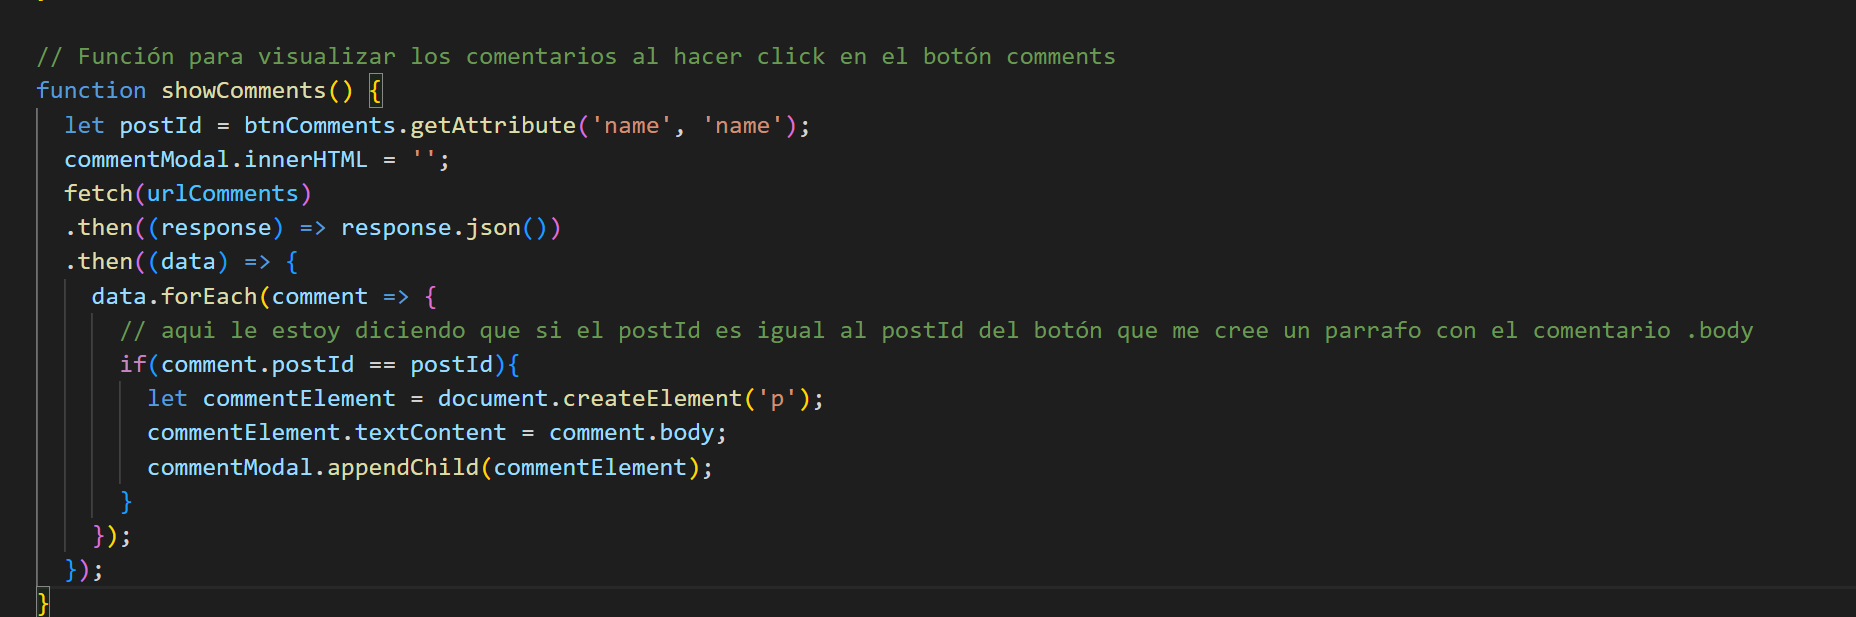 // Función para visualizar los comentarios al hacer click en el botón comments
function showComments() {
  let postId = btnComments.getAttribute('name', 'name');
  commentModal.innerHTML = '';
  fetch(urlComments)
  .then((response) => response.json())
  .then((data) => {
    data.forEach(comment => {
      // aqui le estoy diciendo que si el postId es igual al postId del botón que me cree un parrafo con el comentario .body
      if(comment.postId == postId){
        let commentElement = document.createElement('p');
        commentElement.textContent = comment.body;
        commentModal.appendChild(commentElement);
      }
    });
  });
}